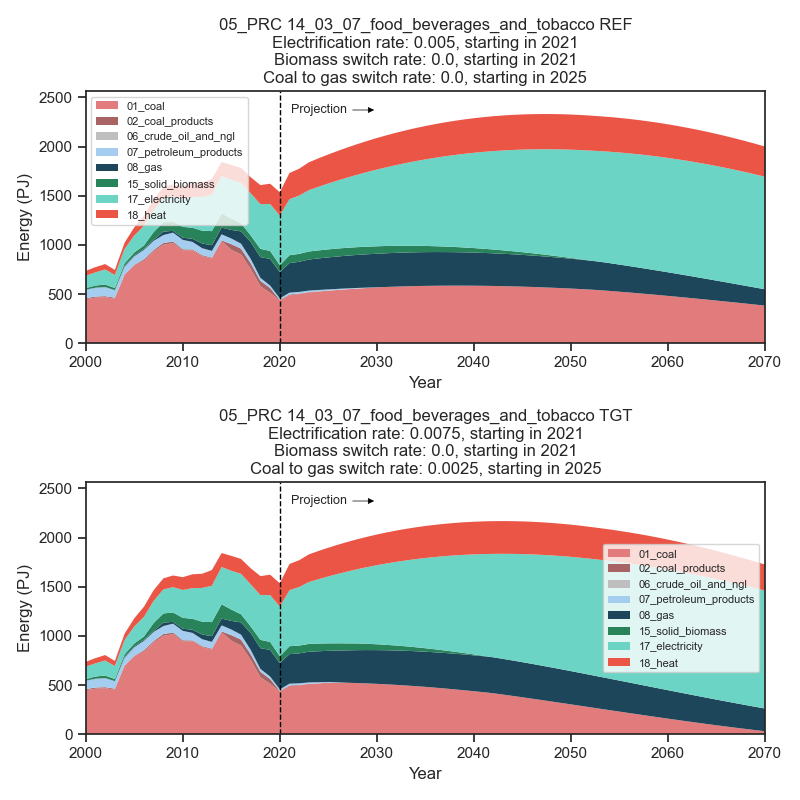 05_PRC 14_03_07_food_beverages_and_tobacco REF
Electrification rate: 0.005, starting in 2021
Biomass switch rate: 0.0, starting in 2021
Coal to gas switch rate: 0.0, starting in 2025
2500
2000
1500
1000
500
0
Energy (PJ)
Projection
01_coal
02_coal_products
06_crude_oil_and_ngl
07_petroleum_products
08_gas
15_solid_biomass
17_electricity
18_heat
2000 2010 2020 2030 2040 2050 2060 2070
Year
05_PRC 14_03_07_food_beverages_and_tobacco TGT
Electrification rate: 0.0075, starting in 2021
Biomass switch rate: 0.0, starting in 2021
Coal to gas switch rate: 0.0025, starting in 2025
2500
2000
1500
1000
500
0
Energy (PJ)
Projection
01_coal
02_coal_products
06_crude_oil_and_ngl
07_petroleum_products
08_gas
15_solid_biomass
17_electricity
18_heat
2000 2010 2020 2030 2040 2050 2060 2070
Year